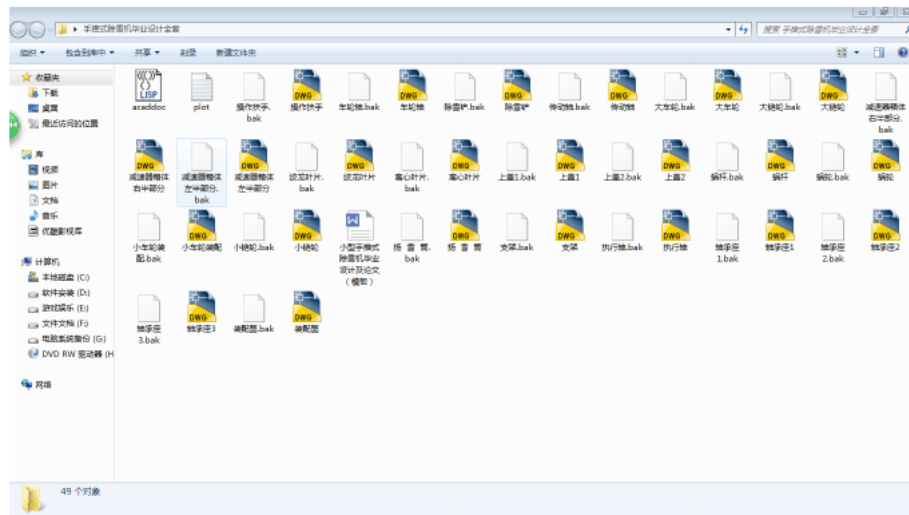 手推式除雪机毕业设计全套
搜索 手推式除雪机毕业设计全套
组织 包含到库中 共享 刻录 新建文件夹
收藏夹
下载
桌面
最近访问的位置
库
视频
图片
文档
音乐
优酷影视库
计算机
本地磁盘 (C:)
软件安装 (D:)
游戏娱乐 (E:)
文件文档 (F:)
电脑系统备份 (G:)
DVD RW 驱动器 (H
网络
acaddoc
plot
操作扶手.
bak
操作扶手
车轮轴.bak
车轮轴
除雪铲.bak
除雪铲
传动轴.bak
传动轴
大车轮.bak
大车轮
大链轮.bak
大链轮
减速器箱体
右半部分.
bak
减速器箱体
右半部分
减速器箱体
左半部分.
bak
减速器箱体
左半部分
绞龙叶片.
bak
绞龙叶片
离心叶片.
bak
离心叶片
上盖1.bak
上盖1
上盖2.bak
上盖2
蜗杆.bak
蜗杆
蜗轮.bak
蜗轮
小车轮装
配.bak
小车轮装配
小链轮.bak
小链轮
小型手推式
除雪机毕业
设计及论文
(模板)
扬 雪 筒.
bak
扬 雪 筒
支架.bak
支架
执行轴.bak
执行轴
轴承座
1.bak
轴承座1
轴承座
2.bak
轴承座2
轴承座
3.bak
轴承座3
装配图.bak
装配图
49 个对象